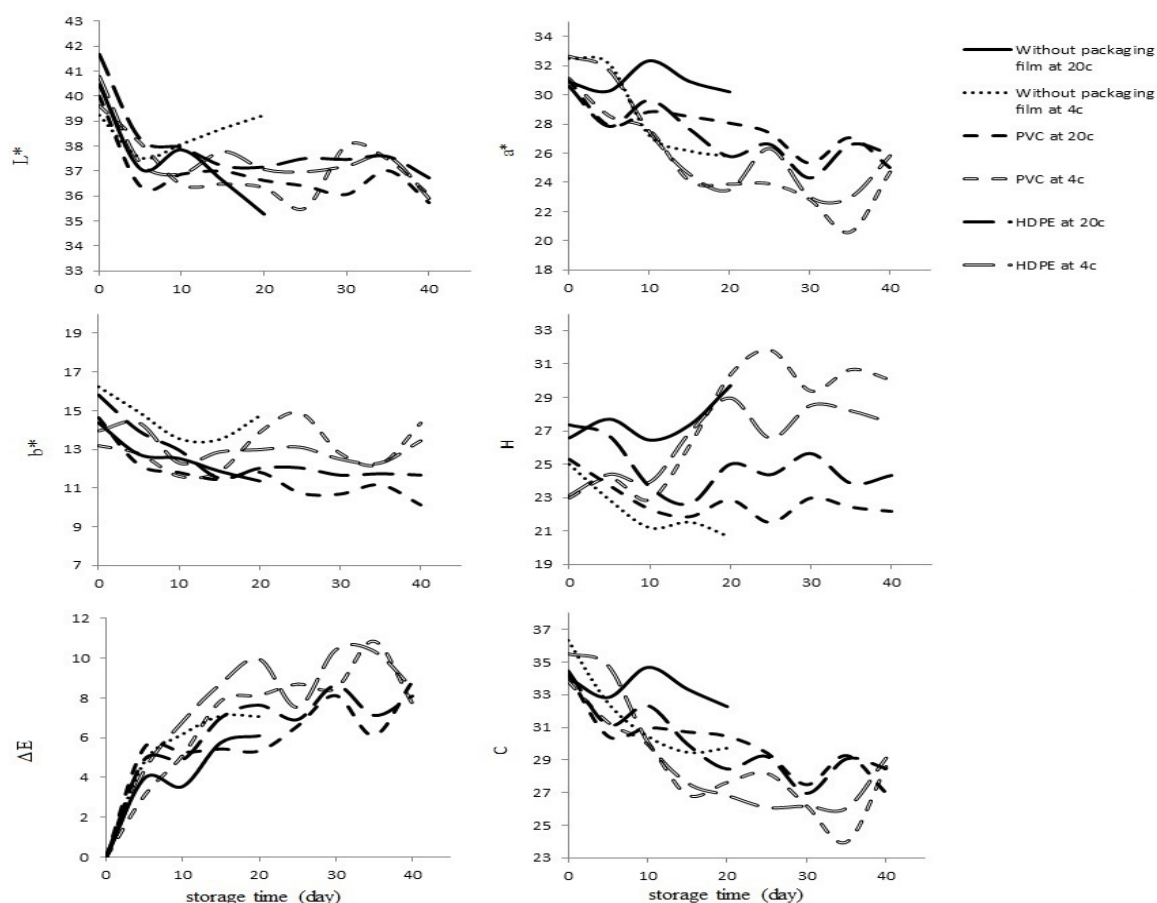 L*
43
42
41
40
39
38
37
36
35
34
33
0 10 20 30 40
a*
34
32
30
28
26
24
22
20
18
0 10 20 30 40
Without packaging
film at 20c
Without packaging
film at 4c
PVC at 20c
PVC at 4c
HDPE at 20c
HDPE at 4c
b*
19
17
15
13
11
9
7
0 10 20 30 40
H
33
31
29
27
25
23
21
19
0 10 20 30 40
ΔE
12
10
8
6
4
2
0
0 10 20 30 40
storage time (day)
C
37
35
33
31
29
27
25
23
0 10 20 30 40
storage time (day)